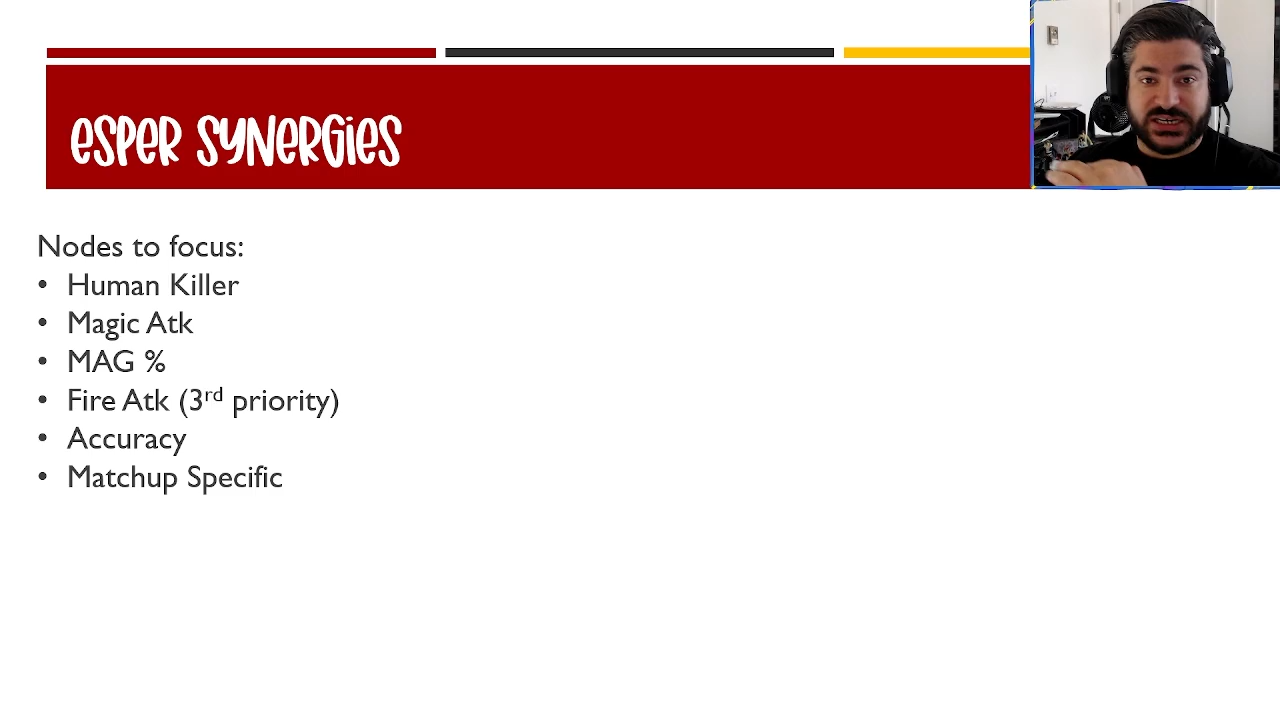 ESPER SYNERGIES
Nodes to focus:
• Human Killer
• Magic Atk
• MAG %
• Fire Atk (3rd priority)
• Accuracy
• Matchup Specific